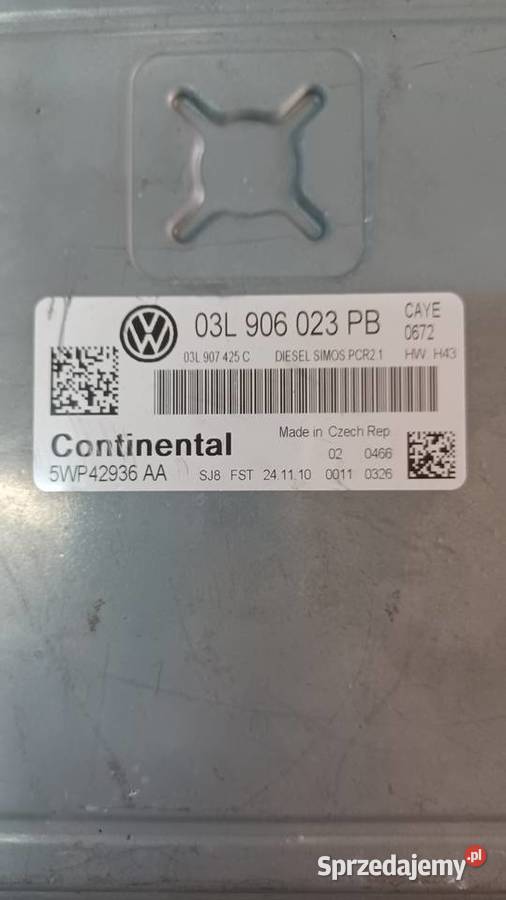 03L 906 023 PB
CAYE
0672
03L 907 425 C DIESEL SIMOS PCR2.1 HW H43
Continental
Made in Czech Rep
02 0466
5WP42936 AA
SJ8 FST 24.11.10 0011 0326
Sprzedajemy.pl